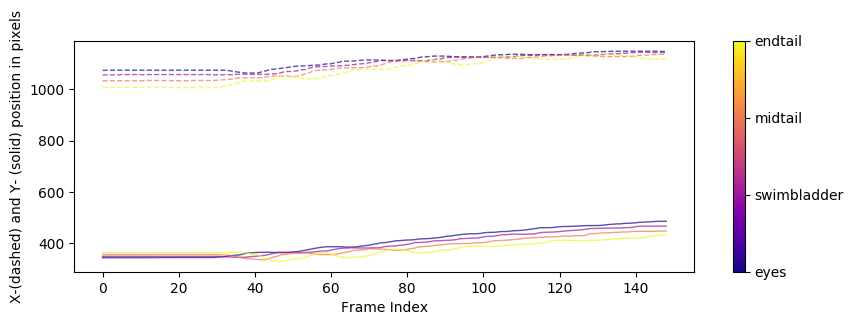 X-(dashed) and Y- (solid) position in pixels
1000
800
600
400
0
20
40
60
80
100
120
140
Frame Index
endtail
midtail
swimbladder
eyes